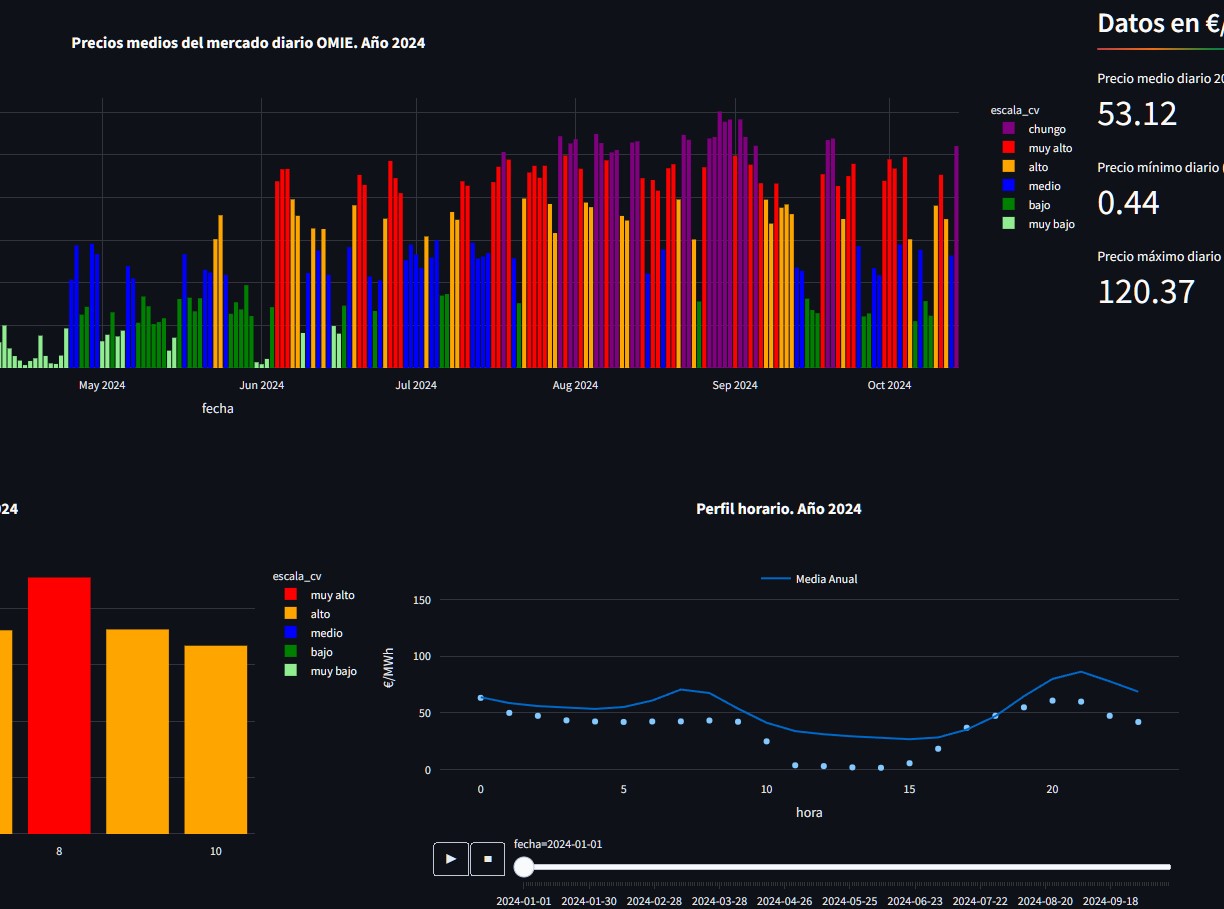 Precios medios del mercado diario OMIE. Año 2024
escala_cv
chungo
muy alto
alto
medio
bajo
muy bajo
May 2024
Jun 2024
Jul 2024
Aug 2024
Sep 2024
Oct 2024
fecha
Datos en €/
Precio medio diario 20
53.12
Precio mínimo diario
0.44
Precio máximo diario
120.37
024
escala_cv
muy alto
alto
medio
bajo
muy bajo
8
10
Perfil horario. Año 2024
Media Anual
€/MWh
150
100
50
0
0
5
10
15
20
hora
fecha=2024-01-01
2024-01-01
2024-01-30
2024-02-28
2024-03-28
2024-04-26
2024-05-25
2024-06-23
2024-07-22
2024-08-20
2024-09-18